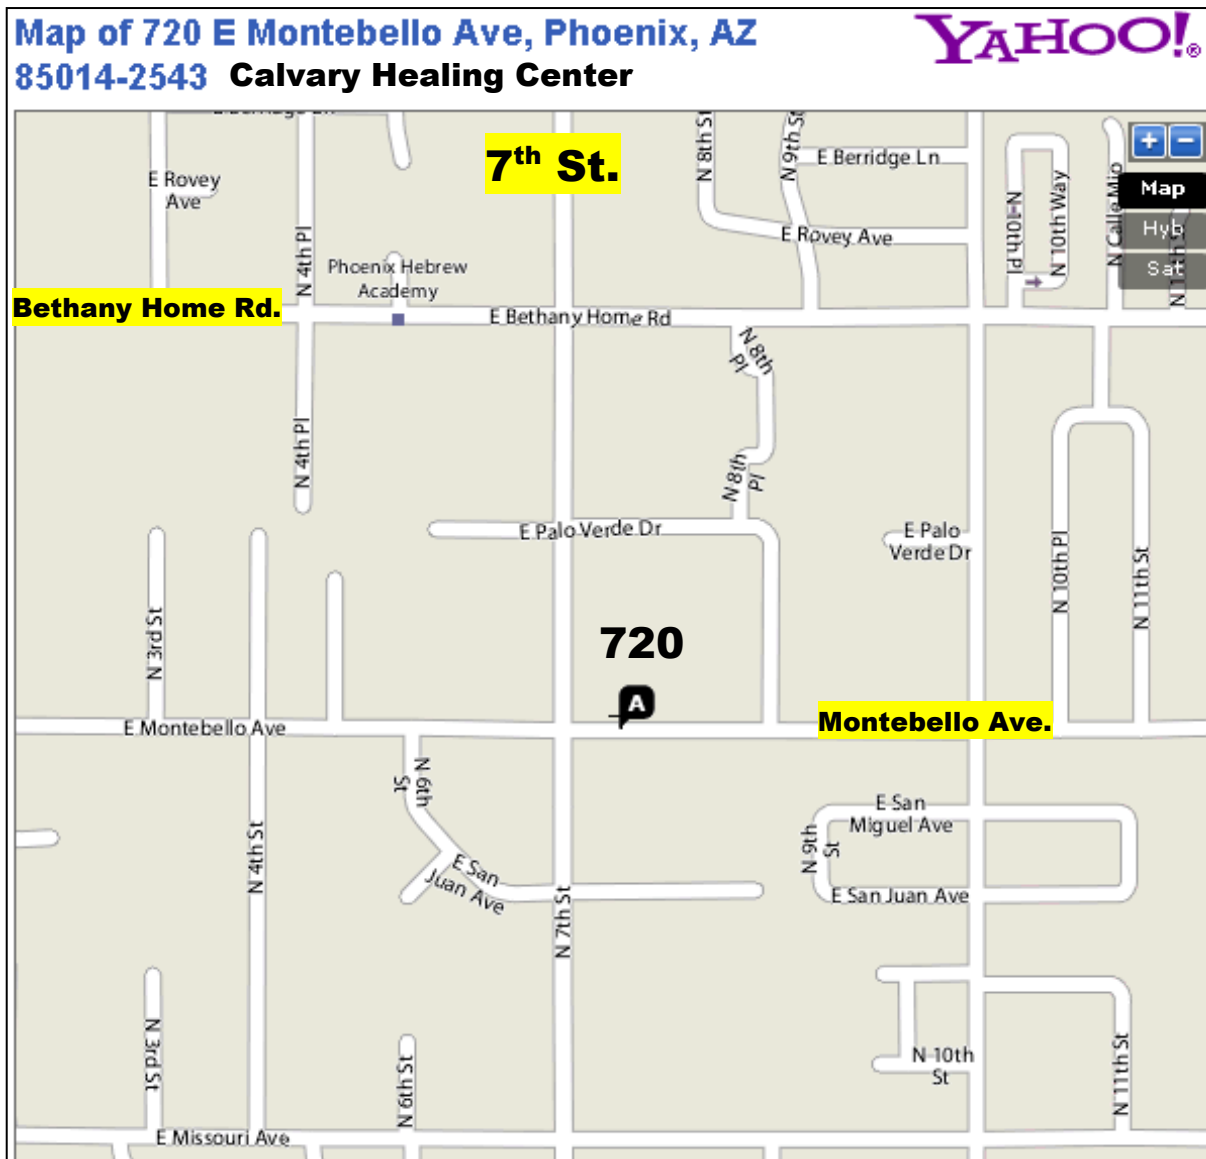 Map of 720 E Montebello Ave, Phoenix, AZ
85014-2543 Calvary Healing Center
YAHOO!®
7th St.
E Rovey
Ave
N 4th Pl
Phoenix Hebrew
Academy
N 8th St
N 9th St
E Berridge Ln
E Rovey Ave
N 10th Pl
N 10th Way
N Calle Mio
+ −
Map
Hyb
Sat
Bethany Home Rd.
E Bethany Home Rd
N 8th
Pl
N 4th Pl
N 8th
Pl
E Palo Verde Dr
E Palo
Verde Dr
N 10th Pl
N 11th St
N 3rd St
720
A
E Montebello Ave
Montebello Ave.
N 6th
St
E San
Miguel Ave
N 9th
St
N 4th St
E San
Juan Ave
E San Juan Ave
N 7th St
N 3rd St
N 6th St
N 10th
St
N 11th St
E Missouri Ave